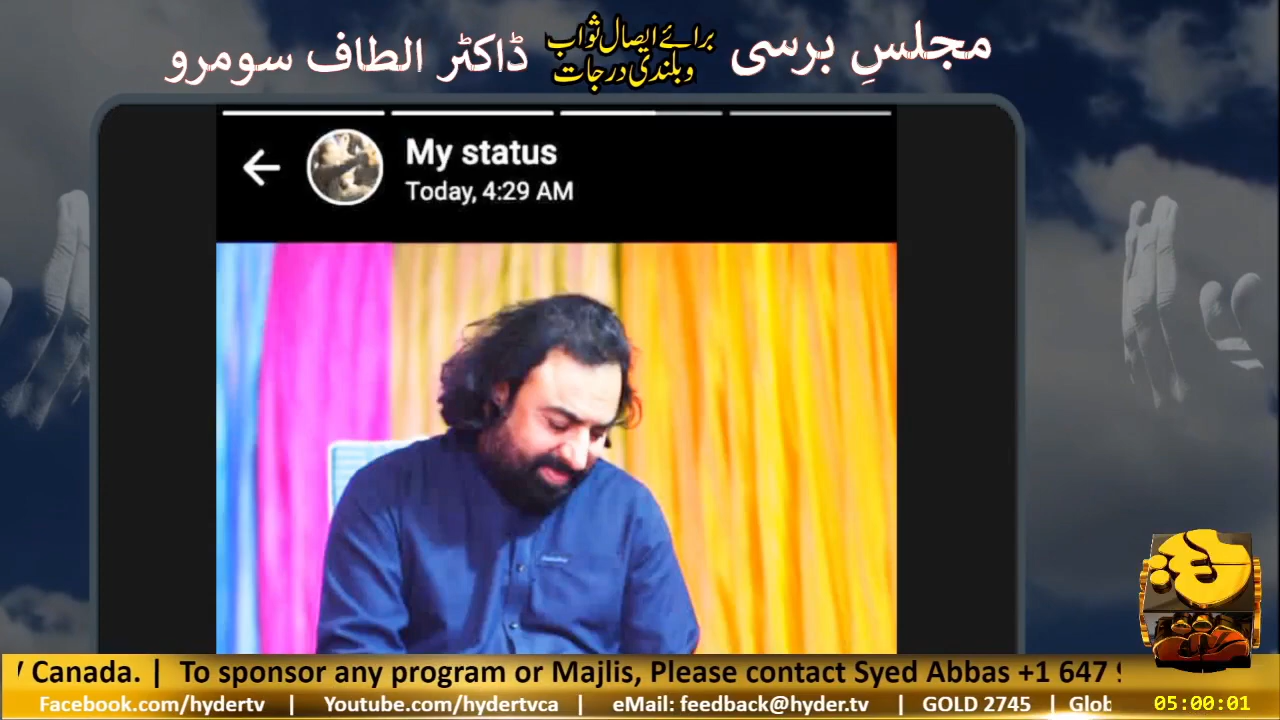 مجلسِ برسی برائے ایصال ثواب و بلندی درجات ڈاکٹر الطاف سومرو
My status
Today, 4:29 AM
Canada. | To sponsor any program or Majlis, Please contact Syed Abbas +1 647
Facebook.com/hydertv | Youtube.com/hydertvca | eMail: feedback@hyder.tv | GOLD 2745 | Glob
05:00:01